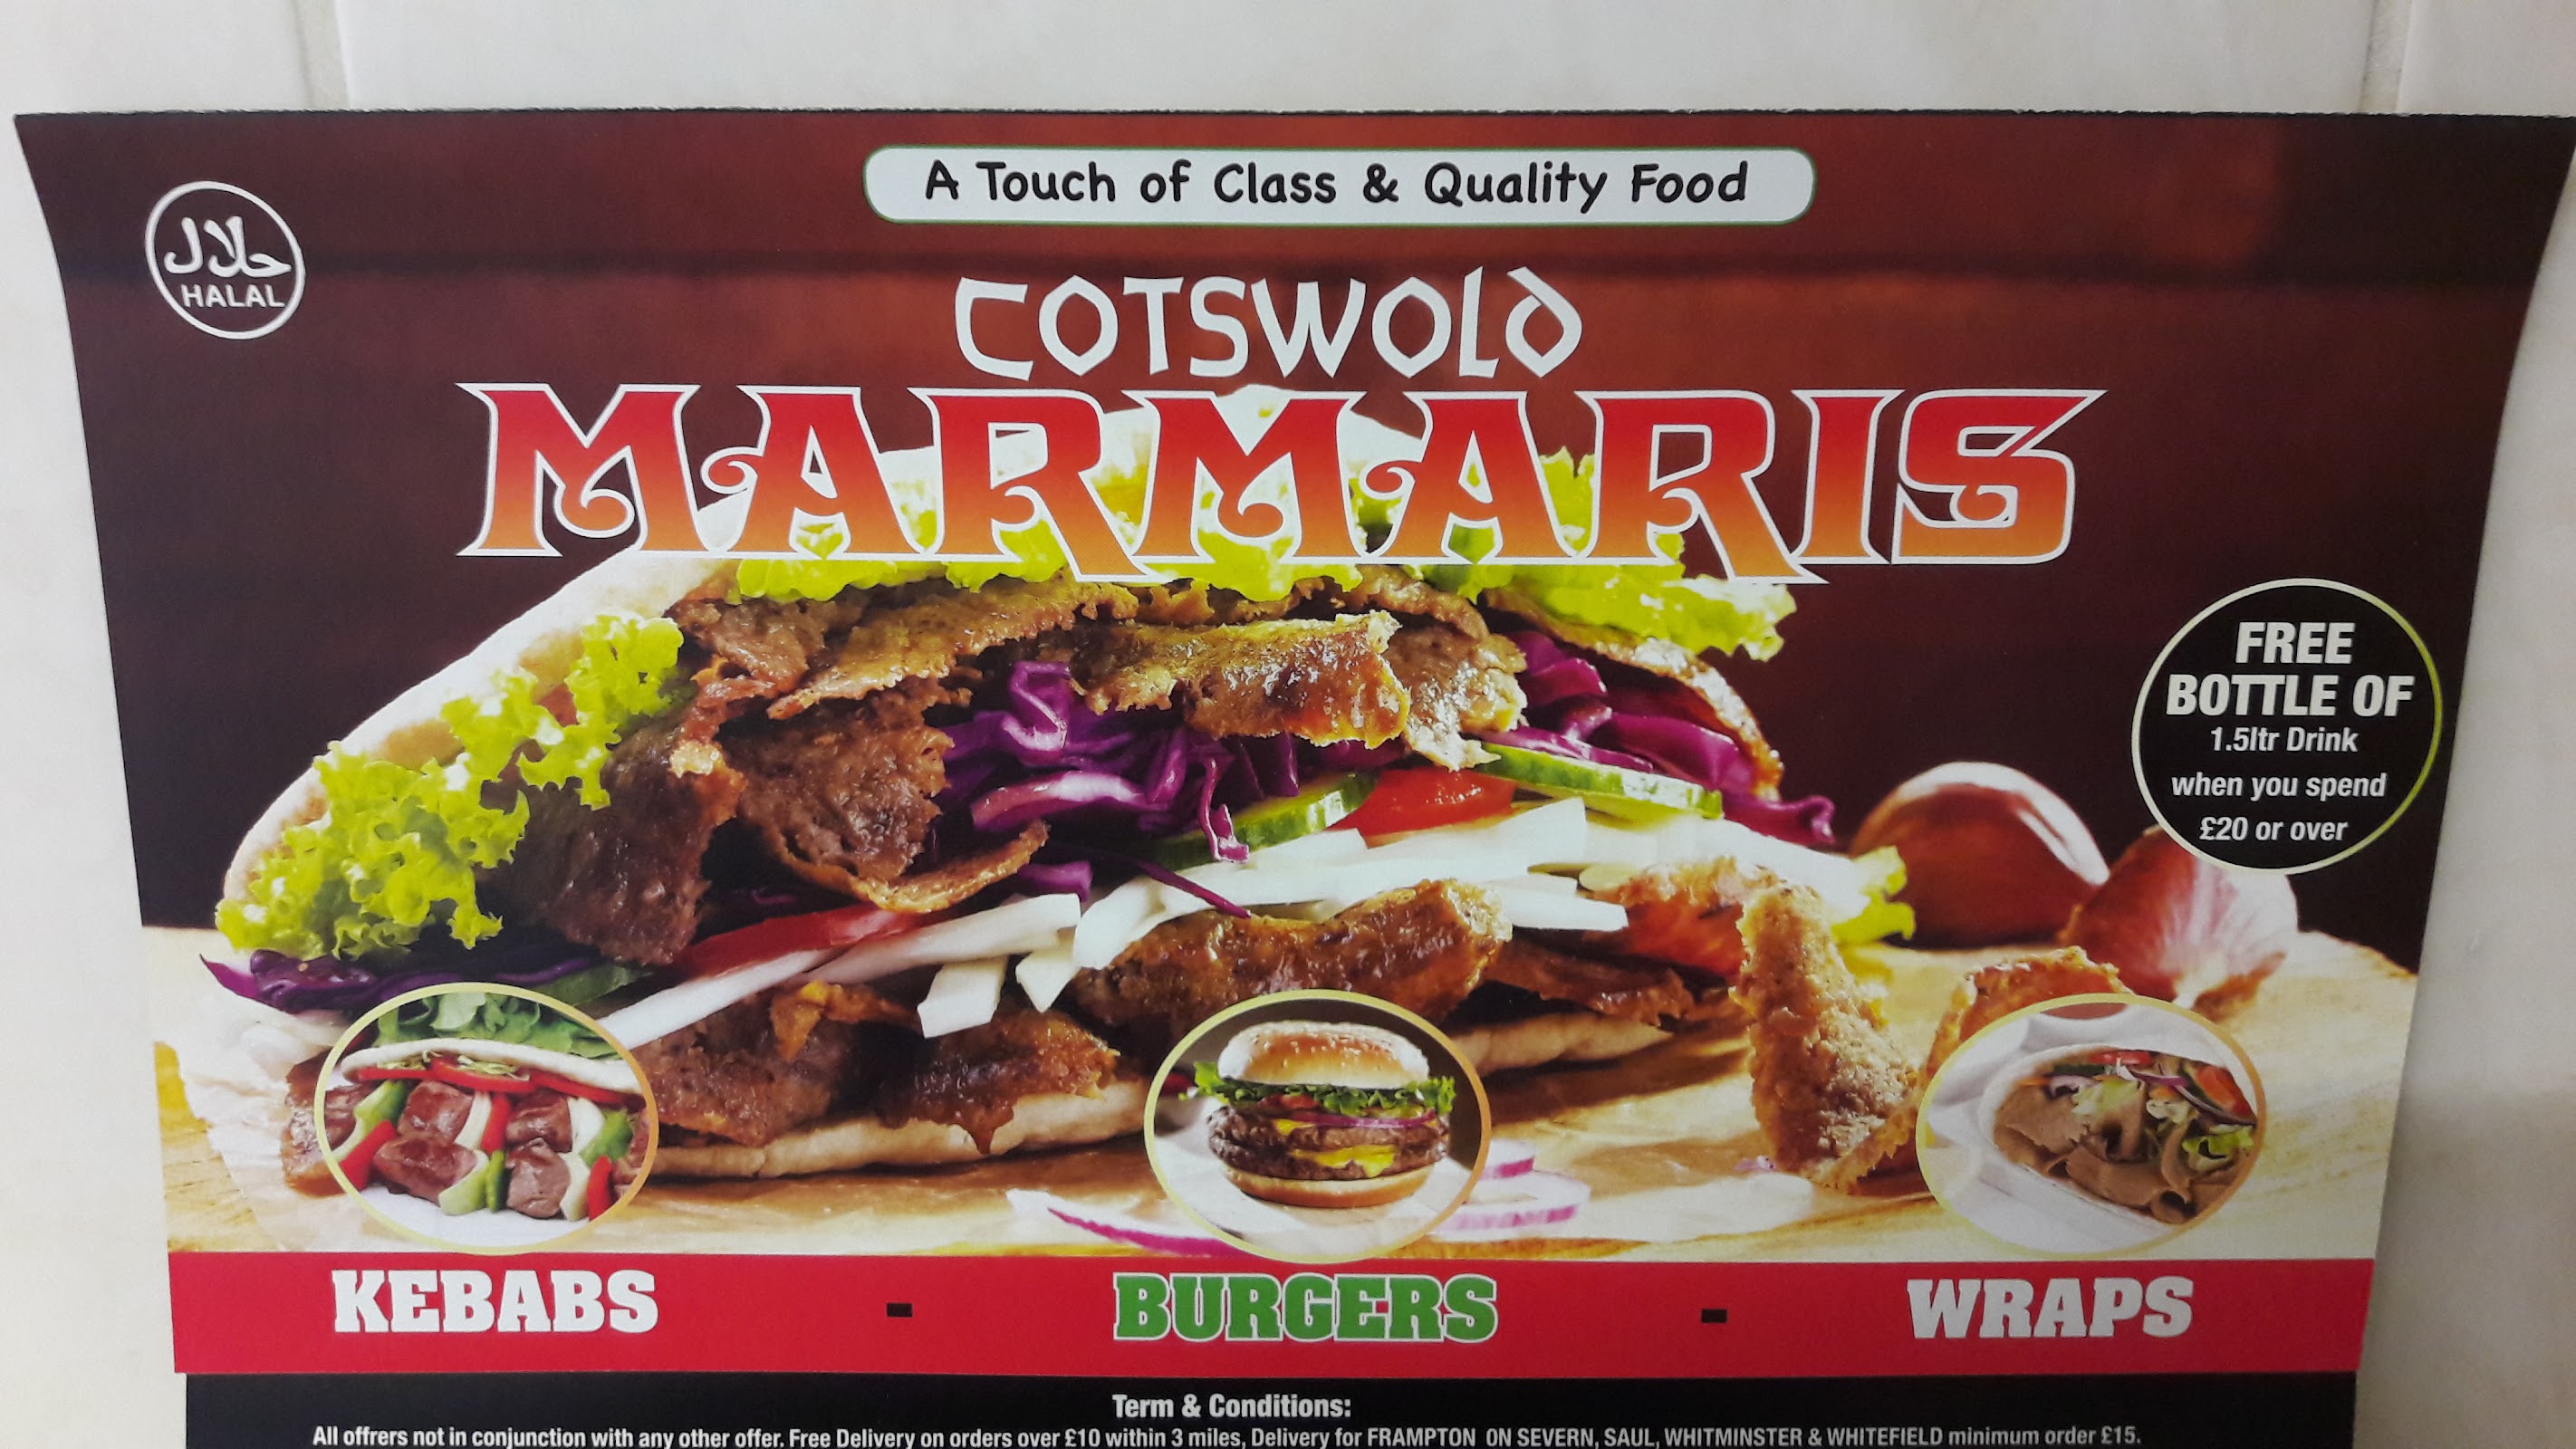 A Touch of Class & Quality Food
حلال
HALAL
COTSWOLD
MARMARIS
FREE
BOTTLE OF
1.5ltr Drink
when you spend
£20 or over
KEBABS - BURGERS - WRAPS
Term & Conditions:
All offrers not in conjunction with any other offer. Free Delivery on orders over £10 within 3 miles, Delivery for FRAMPTON ON SEVERN, SAUL, WHITMINSTER & WHITEFIELD minimum order £15.